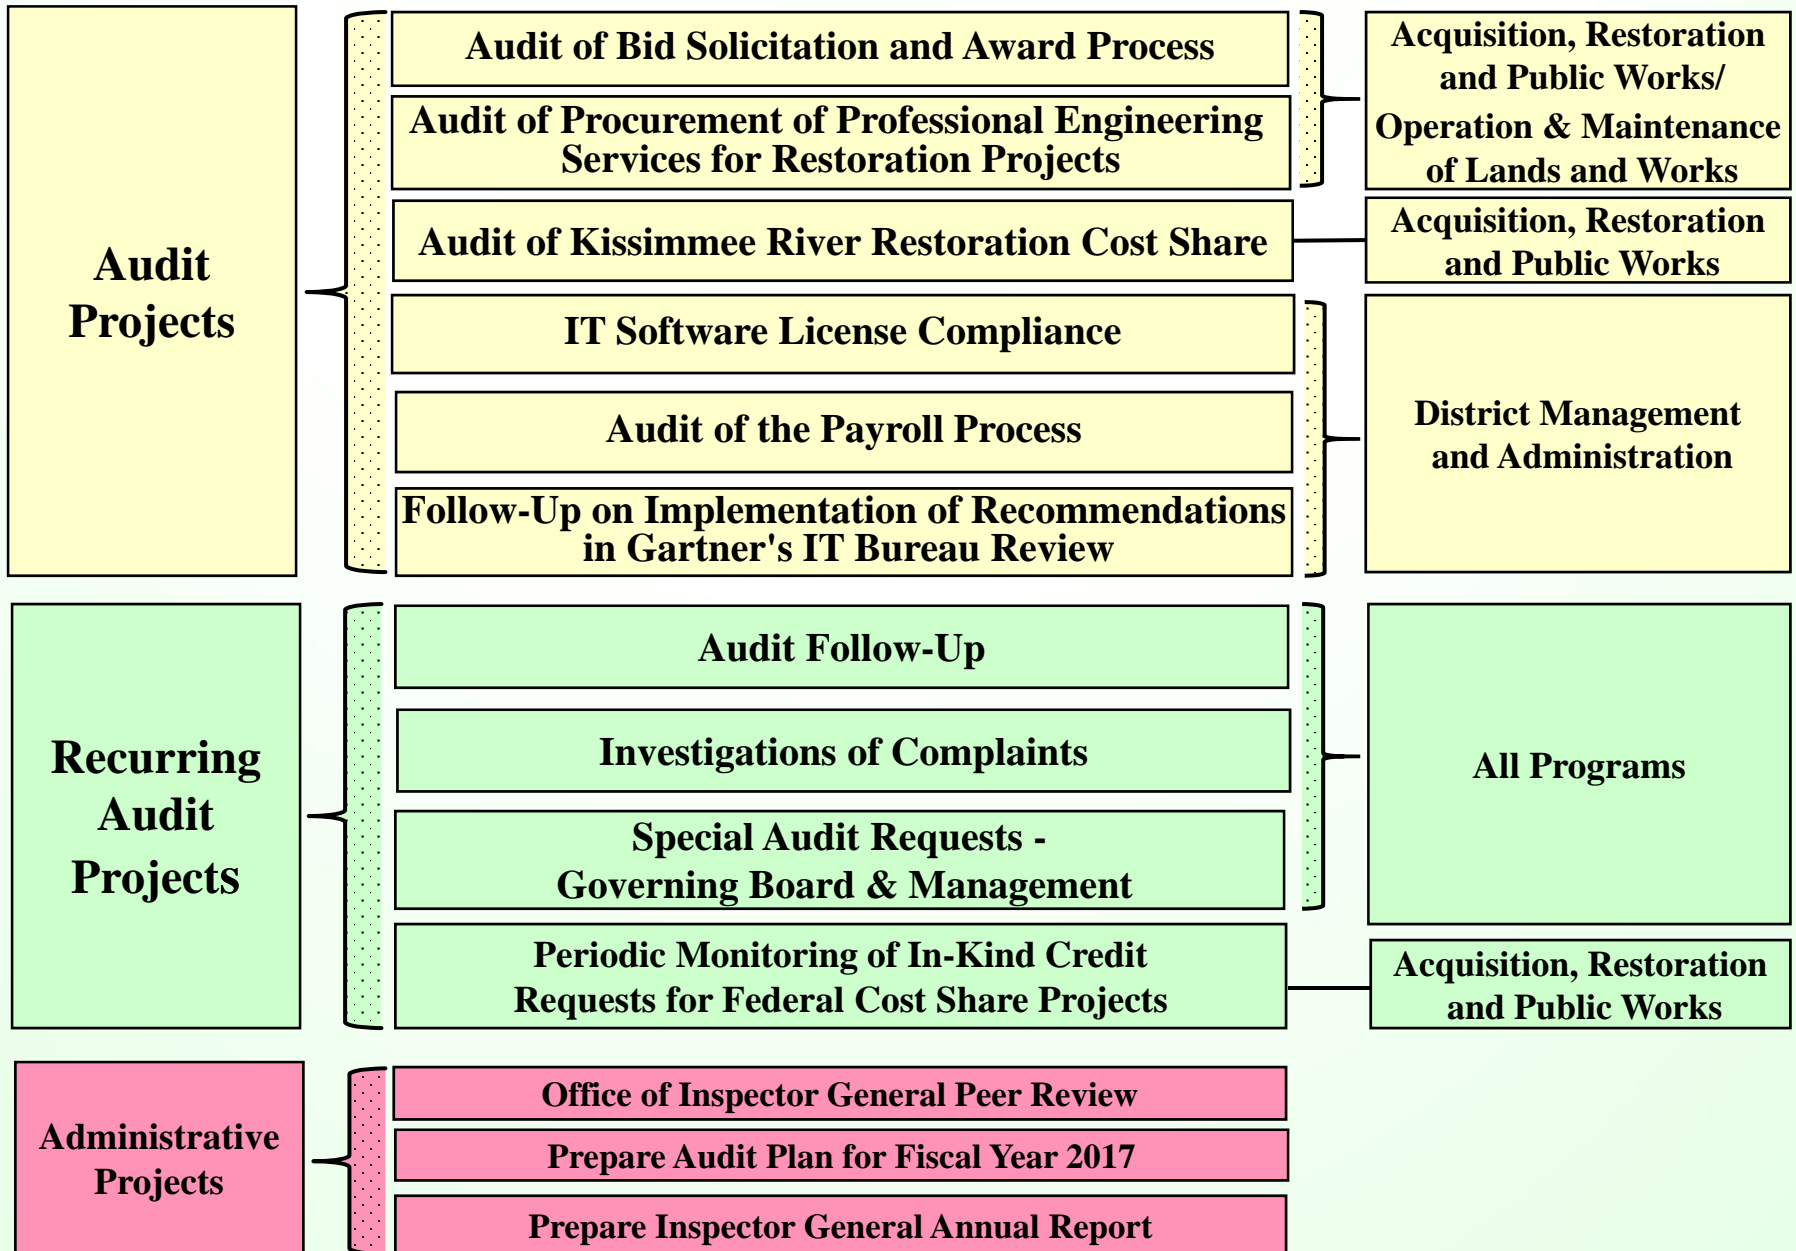 Audit
Projects
Audit of Bid Solicitation and Award Process
Audit of Procurement of Professional Engineering
Services for Restoration Projects
Acquisition, Restoration
and Public Works/
Operation & Maintenance
of Lands and Works
Audit of Kissimmee River Restoration Cost Share
Acquisition, Restoration
and Public Works
IT Software License Compliance
Audit of the Payroll Process
Follow-Up on Implementation of Recommendations
in Gartner's IT Bureau Review
District Management
and Administration
Recurring
Audit
Projects
Audit Follow-Up
Investigations of Complaints
Special Audit Requests -
Governing Board & Management
All Programs
Periodic Monitoring of In-Kind Credit
Requests for Federal Cost Share Projects
Acquisition, Restoration
and Public Works
Administrative
Projects
Office of Inspector General Peer Review
Prepare Audit Plan for Fiscal Year 2017
Prepare Inspector General Annual Report